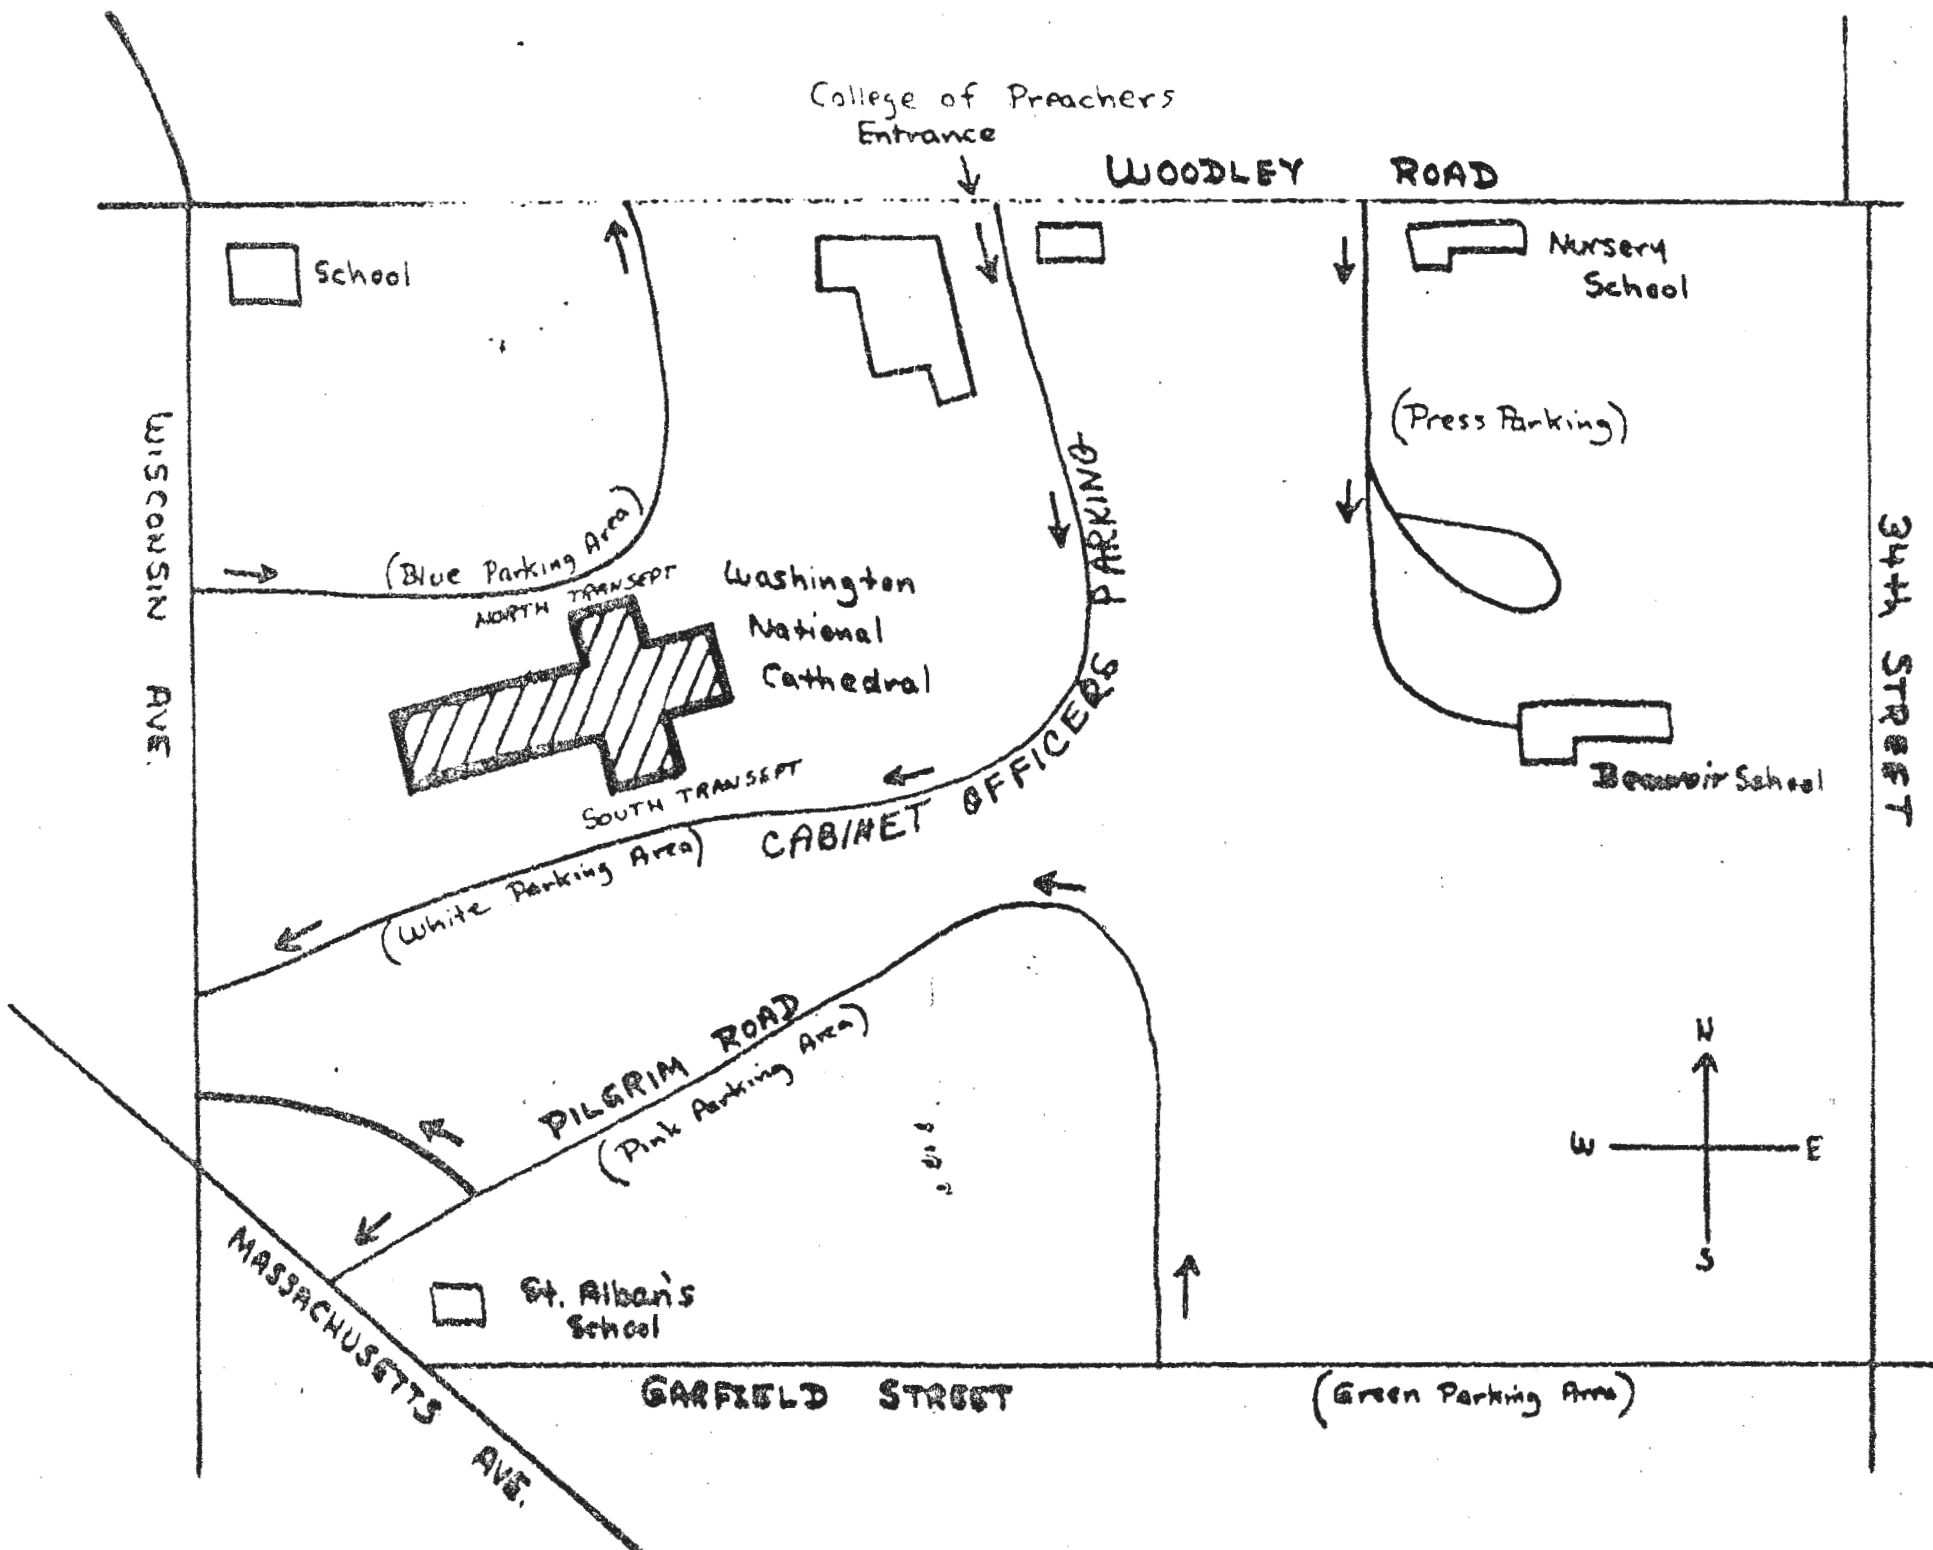 College of Preachers
Entrance
WOODLEY ROAD
School
Nursery
School
(Press Parking)
WISCONSIN AVE.
34th STREET
(Blue Parking Area)
NORTH TRANSEPT
Washington
National
Cathedral
SOUTH TRANSEPT
CABINET OFFICERS PARKING
(White Parking Area)
Beauvoir School
PILGRIM ROAD
(Pink Parking Area)
N
W E
S
St. Alban's
School
MASSACHUSETTS AVE.
GARFIELD STREET
(Green Parking Area)